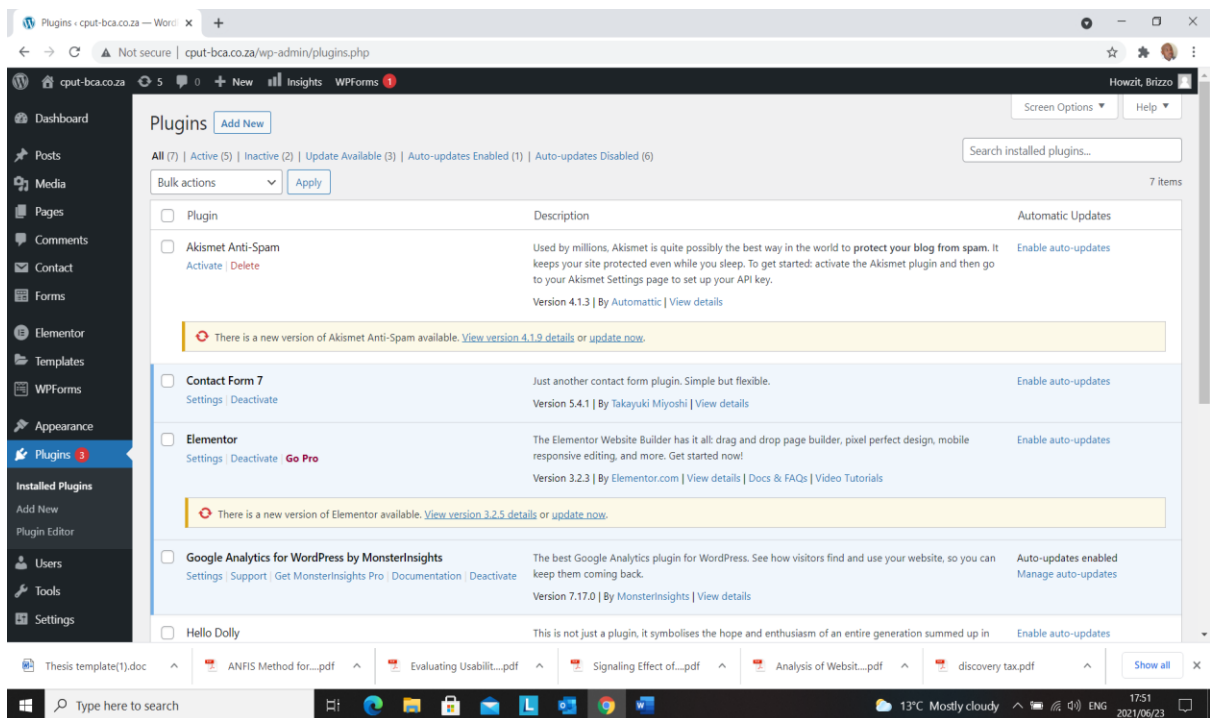 Plugins ‹ cput-bca.co.za — Word
Not secure | cput-bca.co.za/wp-admin/plugins.php
cput-bca.co.za 5 0 + New Insights WPForms 1 Howzit, Brizzo
Screen Options ▼ Help ▼
Dashboard
Posts
Media
Pages
Comments
Contact
Forms
Elementor
Templates
WPForms
Appearance
Plugins 3
Installed Plugins
Add New
Plugin Editor
Users
Tools
Settings
Plugins Add New
All (7) | Active (5) | Inactive (2) | Update Available (3) | Auto-updates Enabled (1) | Auto-updates Disabled (6)
Search installed plugins...
Bulk actions Apply 7 items
Plugin Description Automatic Updates
Akismet Anti-Spam
Activate | Delete
Used by millions, Akismet is quite possibly the best way in the world to protect your blog from spam. It
keeps your site protected even while you sleep. To get started: activate the Akismet plugin and then go
to your Akismet Settings page to set up your API key.
Version 4.1.3 | By Automattic | View details
Enable auto-updates
There is a new version of Akismet Anti-Spam available. View version 4.1.9 details or update now.
Contact Form 7
Settings | Deactivate
Just another contact form plugin. Simple but flexible.
Version 5.4.1 | By Takayuki Miyoshi | View details
Enable auto-updates
Elementor
Settings | Deactivate | Go Pro
The Elementor Website Builder has it all: drag and drop page builder, pixel perfect design, mobile
responsive editing, and more. Get started now!
Version 3.2.3 | By Elementor.com | View details | Docs & FAQs | Video Tutorials
Enable auto-updates
There is a new version of Elementor available. View version 3.2.5 details or update now.
Google Analytics for WordPress by MonsterInsights
Settings | Support | Get MonsterInsights Pro | Documentation | Deactivate
The best Google Analytics plugin for WordPress. See how visitors find and use your website, so you can
keep them coming back.
Version 7.17.0 | By MonsterInsights | View details
Auto-updates enabled
Manage auto-updates
Hello Dolly
This is not just a plugin, it symbolises the hope and enthusiasm of an entire generation summed up in
Enable auto-updates
Thesis template(1).doc ANFIS Method for....pdf Evaluating Usabilit....pdf Signaling Effect of....pdf Analysis of Websit....pdf discovery tax.pdf Show all
Type here to search 13°C Mostly cloudy ENG 17:51
2021/06/23